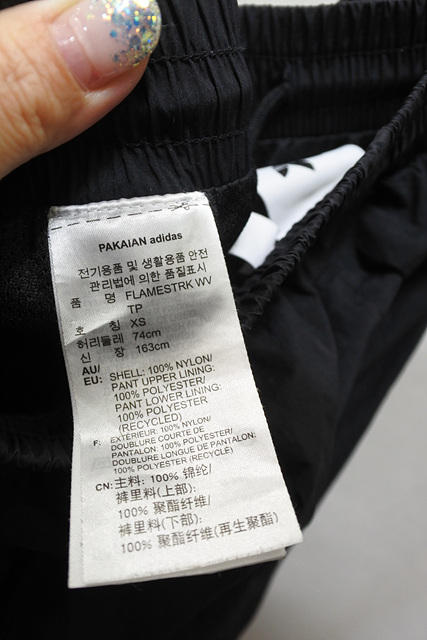 PAKAIAN adidas
전기용품 및 생활용품 안전
관리법에 의한 품질표시
품 명 FLAMESTRK WV
TP
호 칭 XS
허리둘레 74cm
신 장 163cm
AU/
EU: SHELL: 100% NYLON/
PANT UPPER LINING:
100% POLYESTER/
PANT LOWER LINING:
100% POLYESTER
(RECYCLED)
F: EXTÉRIEUR: 100% NYLON/
DOUBLURE COURTE DE
PANTALON: 100% POLYESTER/
DOUBLURE LONGUE DE PANTALON:
100% POLYESTER (RECYCLÉ)
CN: 主料: 100% 锦纶/
裤里料(上部):
100% 聚酯纤维/
裤里料(下部):
100% 聚酯纤维(再生聚酯)